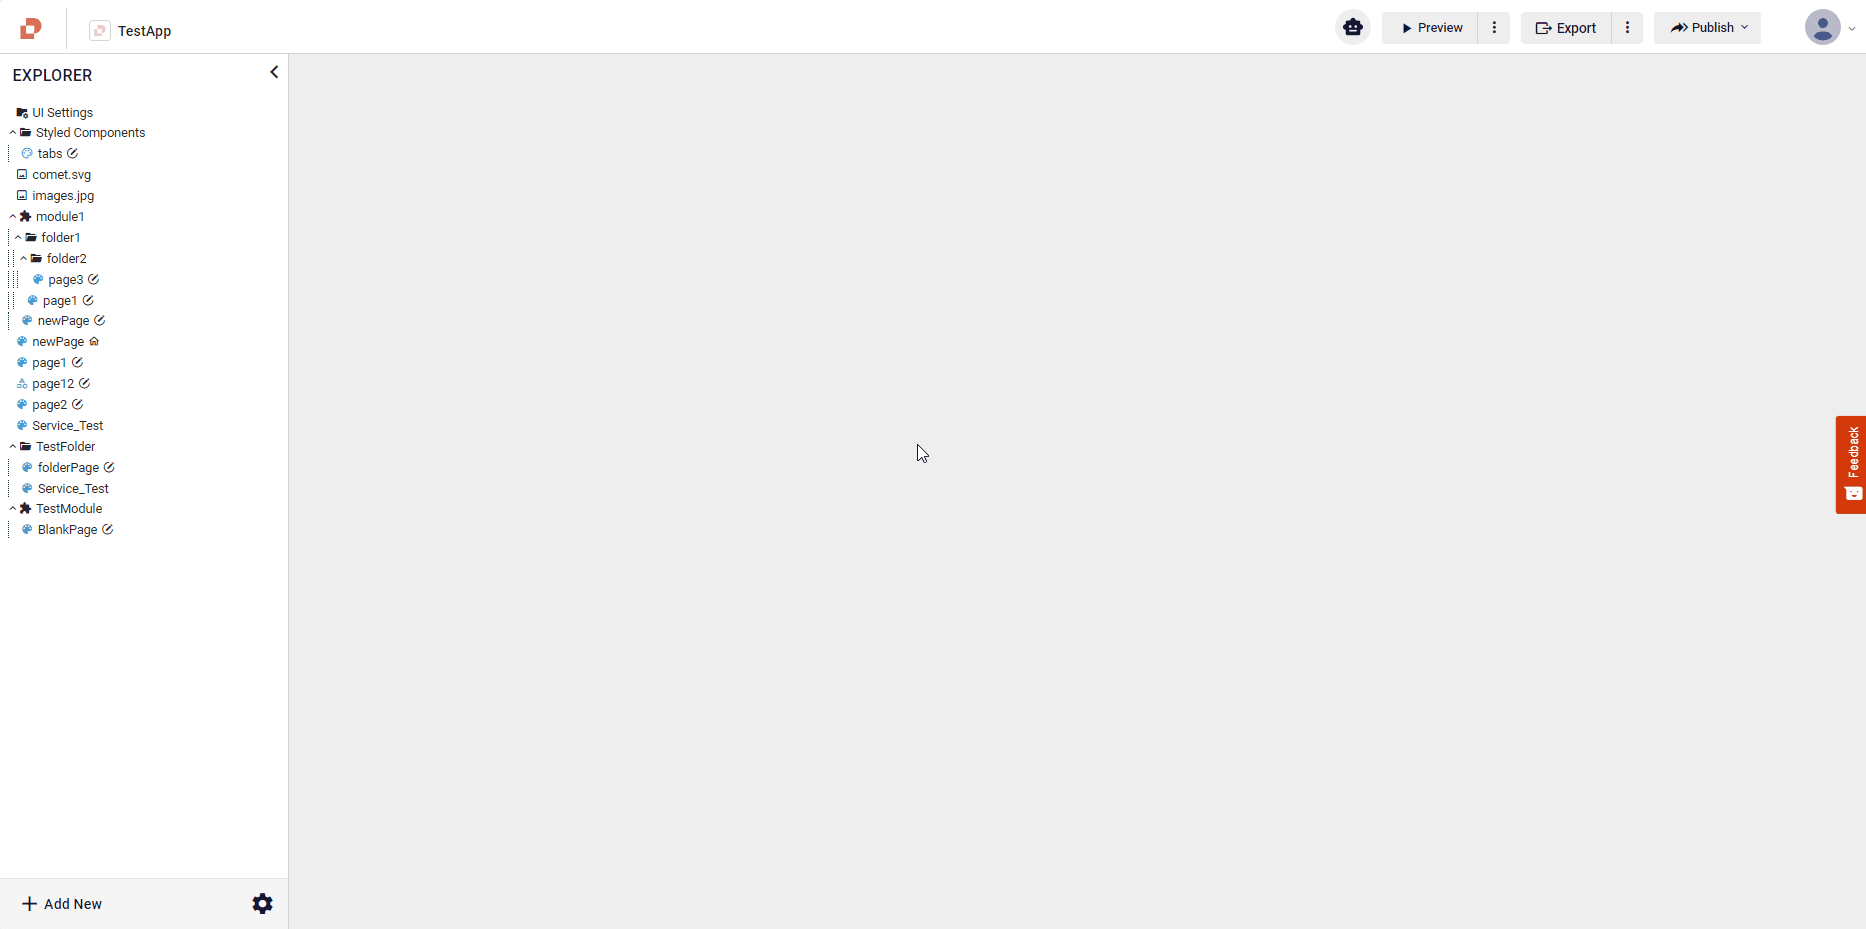 TestApp
Preview
Export
Publish
EXPLORER
UI Settings
Styled Components
tabs
comet.svg
images.jpg
module1
folder1
folder2
page3
page1
newPage
newPage
page1
page12
page2
Service_Test
TestFolder
folderPage
Service_Test
TestModule
BlankPage
Feedback
Add New